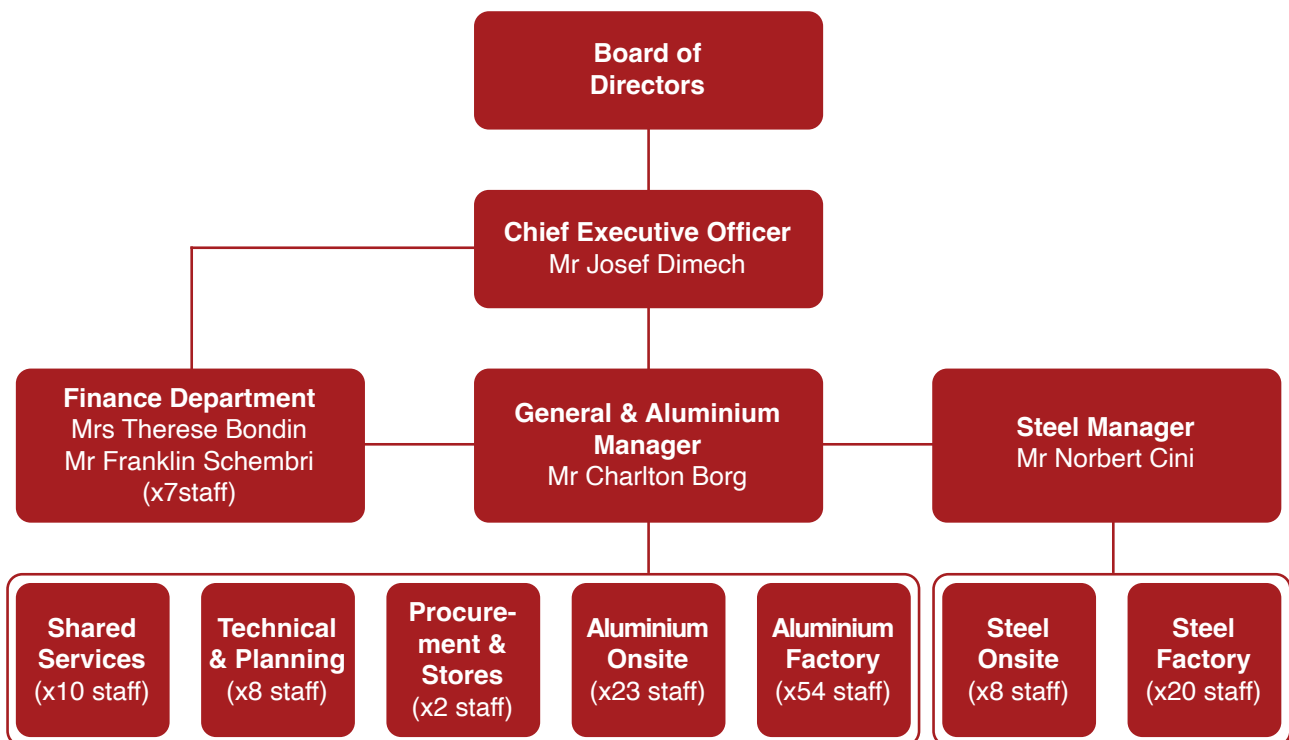 Board of
Directors
Chief Executive Officer
Mr Josef Dimech
Finance Department
Mrs Therese Bondin
Mr Franklin Schembri
(x7staff)
General & Aluminium
Manager
Mr Charlton Borg
Steel Manager
Mr Norbert Cini
Shared
Services
(x10 staff)
Technical
& Planning
(x8 staff)
Procure-
ment &
Stores
(x2 staff)
Aluminium
Onsite
(x23 staff)
Aluminium
Factory
(x54 staff)
Steel
Onsite
(x8 staff)
Steel
Factory
(x20 staff)